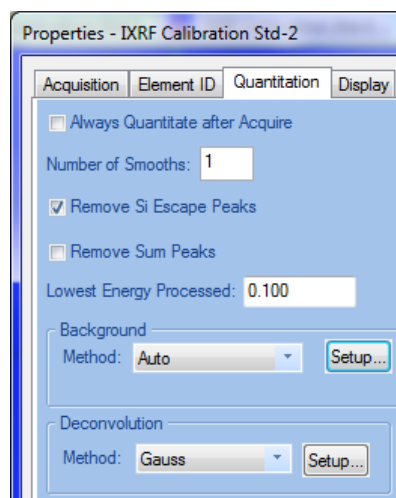 Properties - IXRF Calibration Std-2
Acquisition Element ID Quantitation Display
Always Quantitate after Acquire
Number of Smooths: 1
Remove Si Escape Peaks
Remove Sum Peaks
Lowest Energy Processed: 0.100
Background
Method: Auto Setup...
Deconvolution
Method: Gauss Setup...